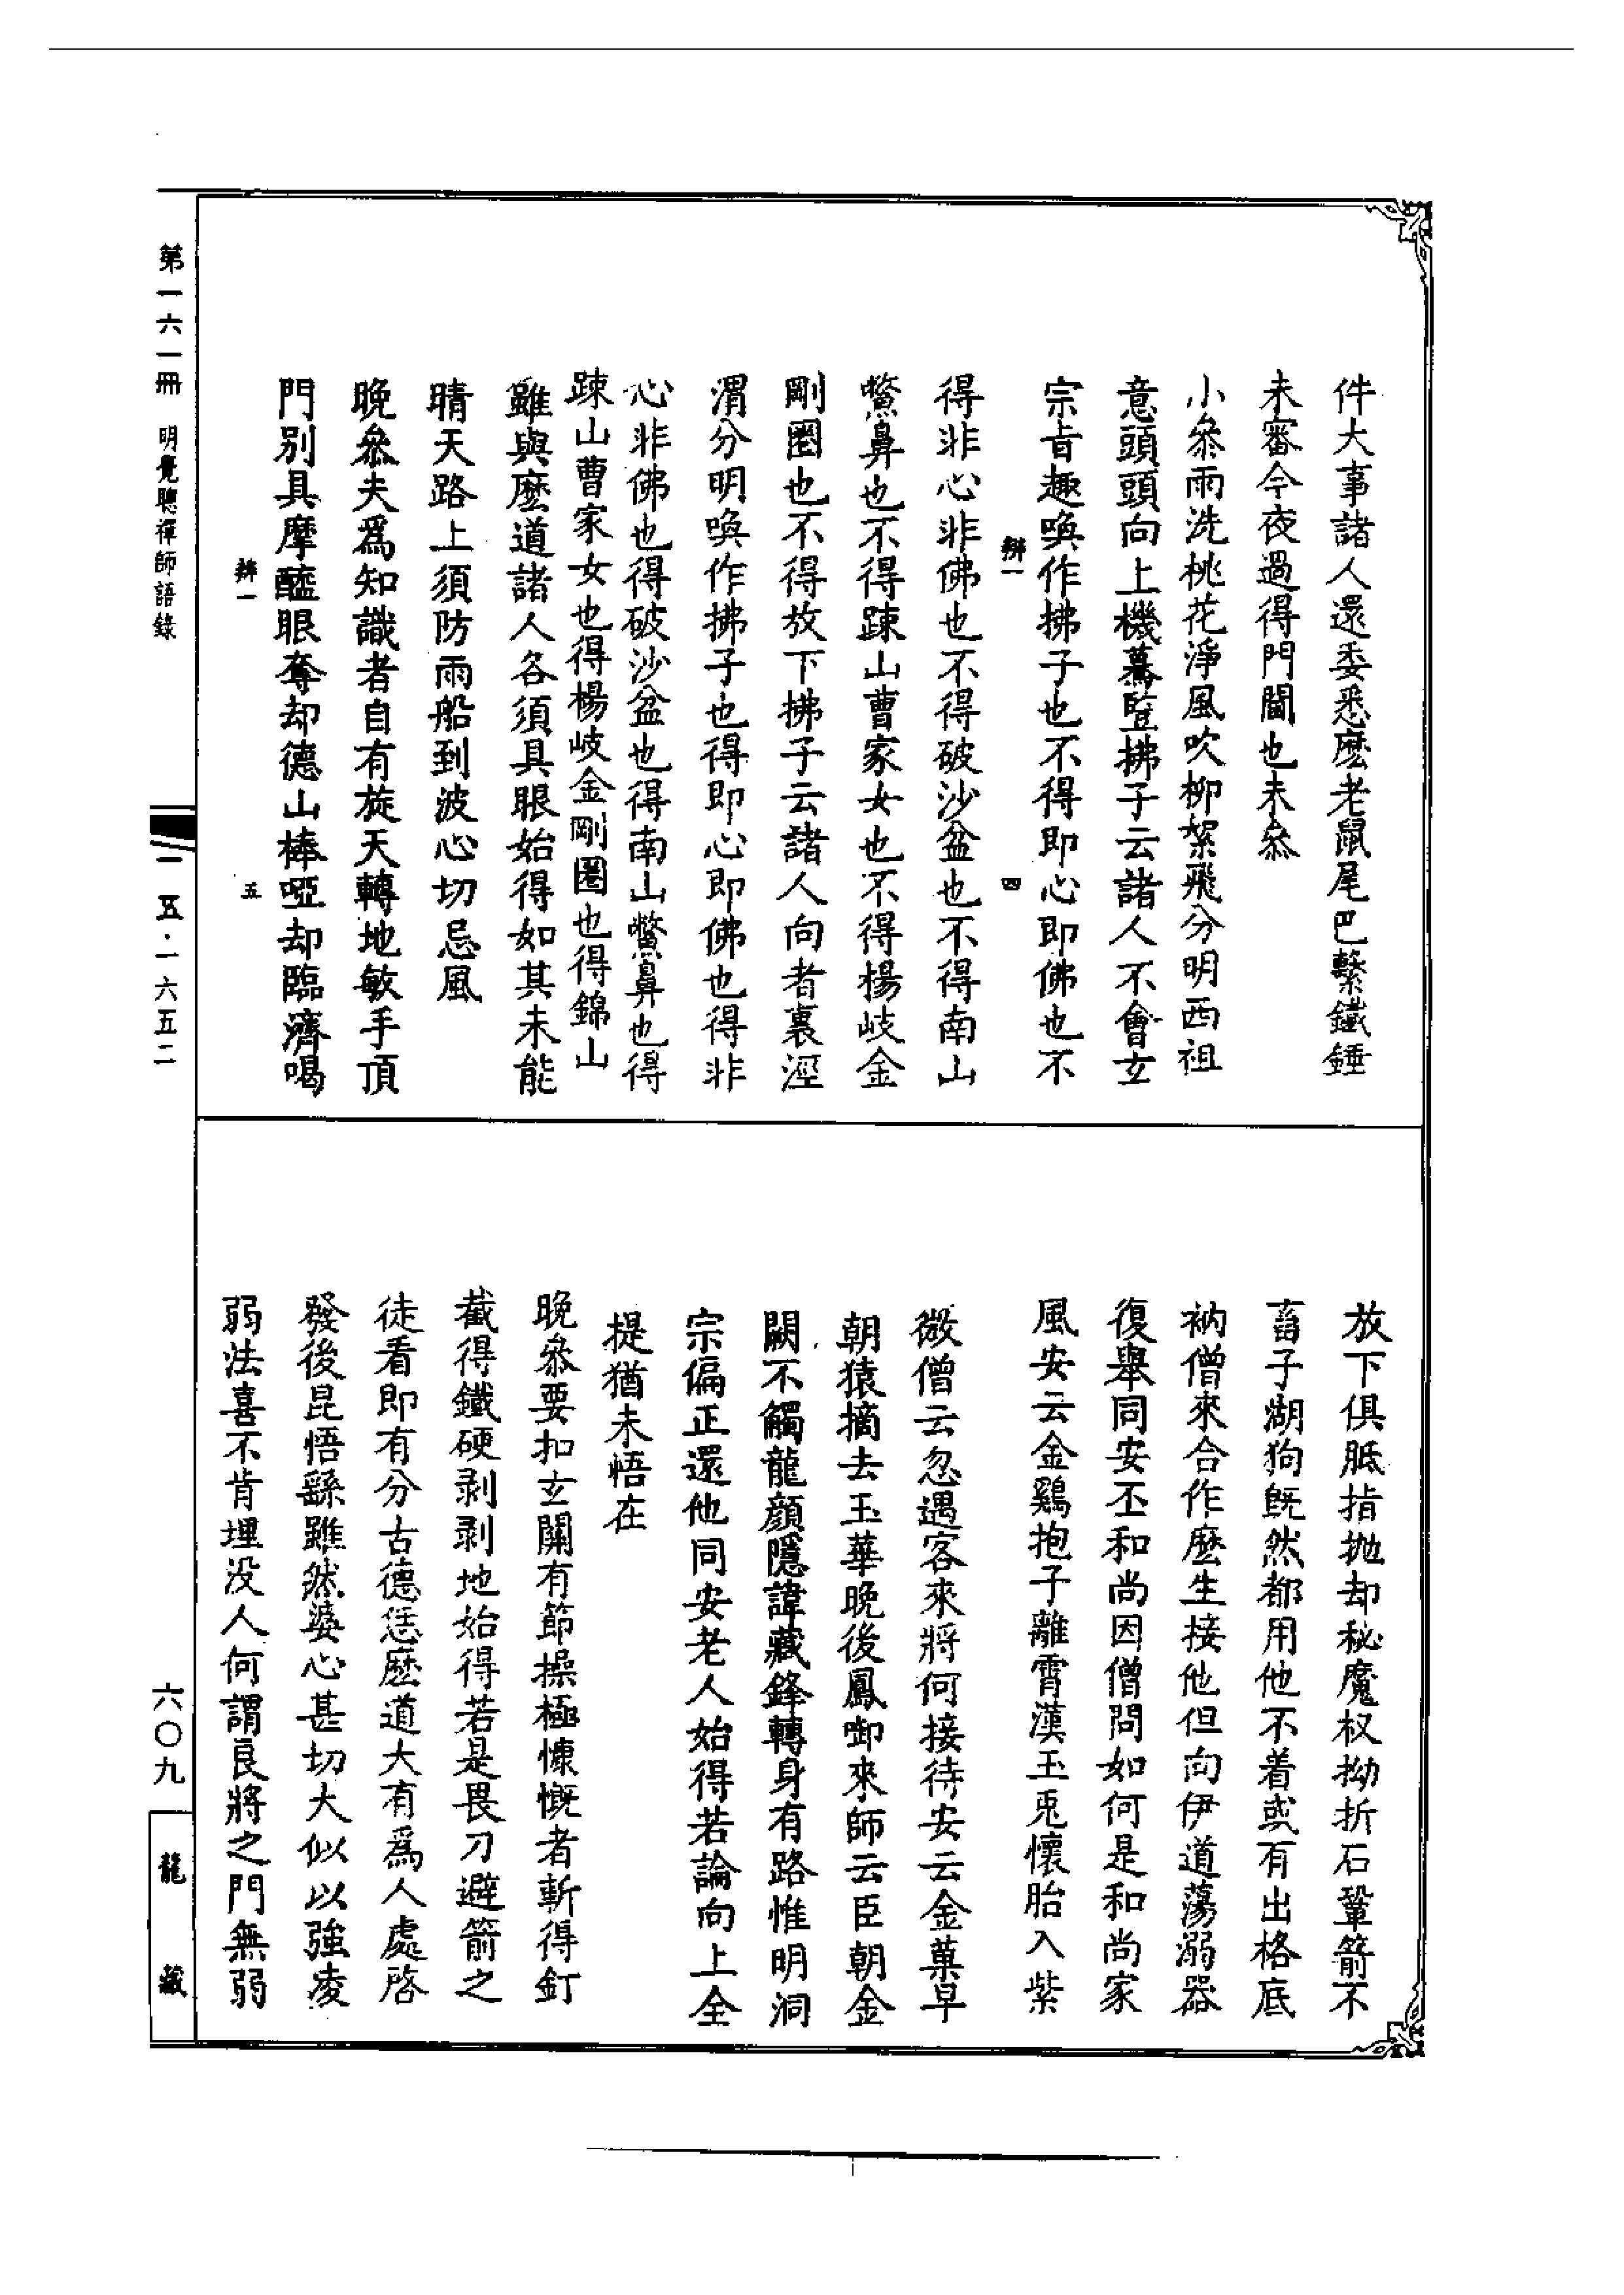 件大事諸人還委悉麽老鼠尾巴繫鐵錘
未審今夜過得門閫也未叅
小叅雨洗桃花淨風吹柳絮飛分明西祖
意頭頭向上機驀豎拂子云諸人不會玄
辨一　四
宗旨趣喚作拂子也不得即心即佛也不
得非心非佛也不得破沙盆也不得南山
鱉鼻也不得踈山曹家女也不得楊岐金
剛圈也不得放下拂子云諸人向者裏涇
渭分明喚作拂子也得即心即佛也得非
心非佛也得破沙盆也得南山鱉鼻也得
踈山曹家女也得楊岐金剛圈也得錦山
雖與麽道諸人各須具眼始得如其未能
晴天路上須防雨船到波心切忌風
晚叅夫爲知識者自有旋天轉地敏手頂
門別具摩醯眼奪却德山棒啞却臨濟喝
辨一　五
放下俱胝指抛却秘魔杈拗折石鞏箭不
畜子湖狗既然都用他不着或有出格底
衲僧來合作麽生接他但向伊道蕩溺器
復舉同安丕和尚因僧問如何是和尚家
風安云金鷄抱子離霄漢玉兎懷胎入紫
微僧云忽遇客來將何接待安云金菓早
朝猿摘去玉華晚後鳳啣來師云臣朝金
闕不觸龍顔隱諱藏鋒轉身有路惟明洞
宗偏正還他同安老人始得若論向上全
提猶未悟在
晚叅要扣玄關有節操極慷慨者斬得釘
截得鐵硬剥剥地始得若是畏刀避箭之
徒看即有分古德恁麽道大有爲人處啓
發後昆悟繇雖然婆心甚切大似以強凌
弱法喜不肯埋没人何謂良將之門無弱
第一六一冊　明覺聰禪師語錄
一五·一六五二
六〇九
龍藏